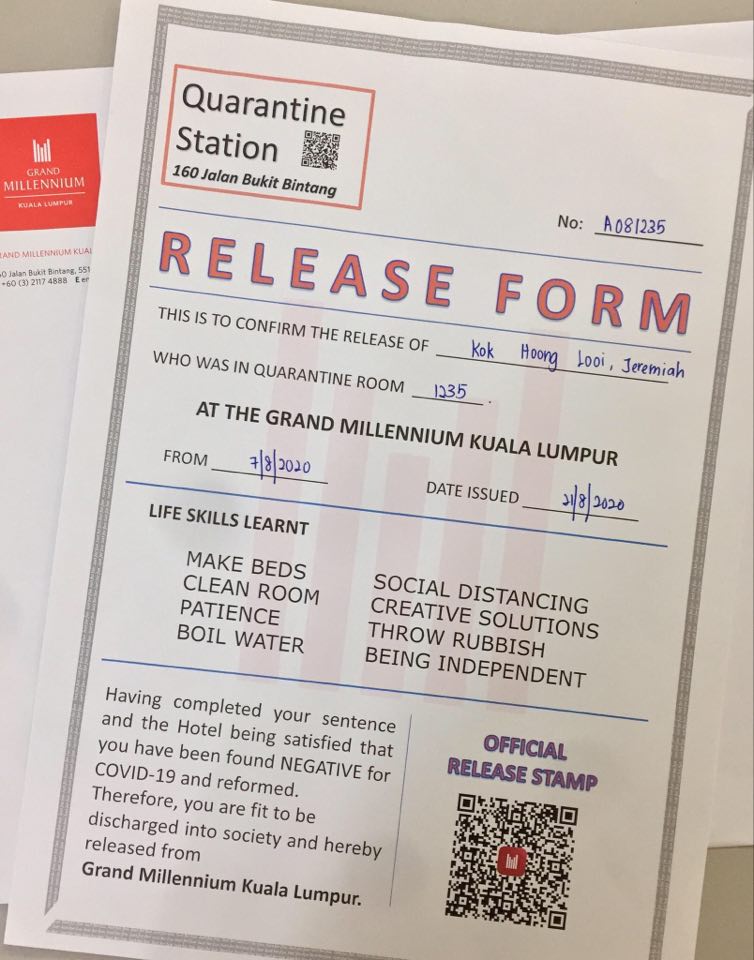 GRAND
MILLENNIUM
KUALA LUMPUR
RAND MILLENNIUM KUAL
0 Jalan Bukit Bintang, 551
+60 (3) 2117 4888 E en
Quarantine
Station
160 Jalan Bukit Bintang
No: A081235
RELEASE FORM
THIS IS TO CONFIRM THE RELEASE OF Kok Hoong Looi, Jeremiah
WHO WAS IN QUARANTINE ROOM 1235.
AT THE GRAND MILLENNIUM KUALA LUMPUR
FROM 7/8/2020
DATE ISSUED 21/8/2020
LIFE SKILLS LEARNT
MAKE BEDS
CLEAN ROOM
PATIENCE
BOIL WATER
SOCIAL DISTANCING
CREATIVE SOLUTIONS
THROW RUBBISH
BEING INDEPENDENT
Having completed your sentence
and the Hotel being satisfied that
you have been found NEGATIVE for
COVID-19 and reformed.
Therefore, you are fit to be
discharged into society and hereby
released from
Grand Millennium Kuala Lumpur.
OFFICIAL
RELEASE STAMP